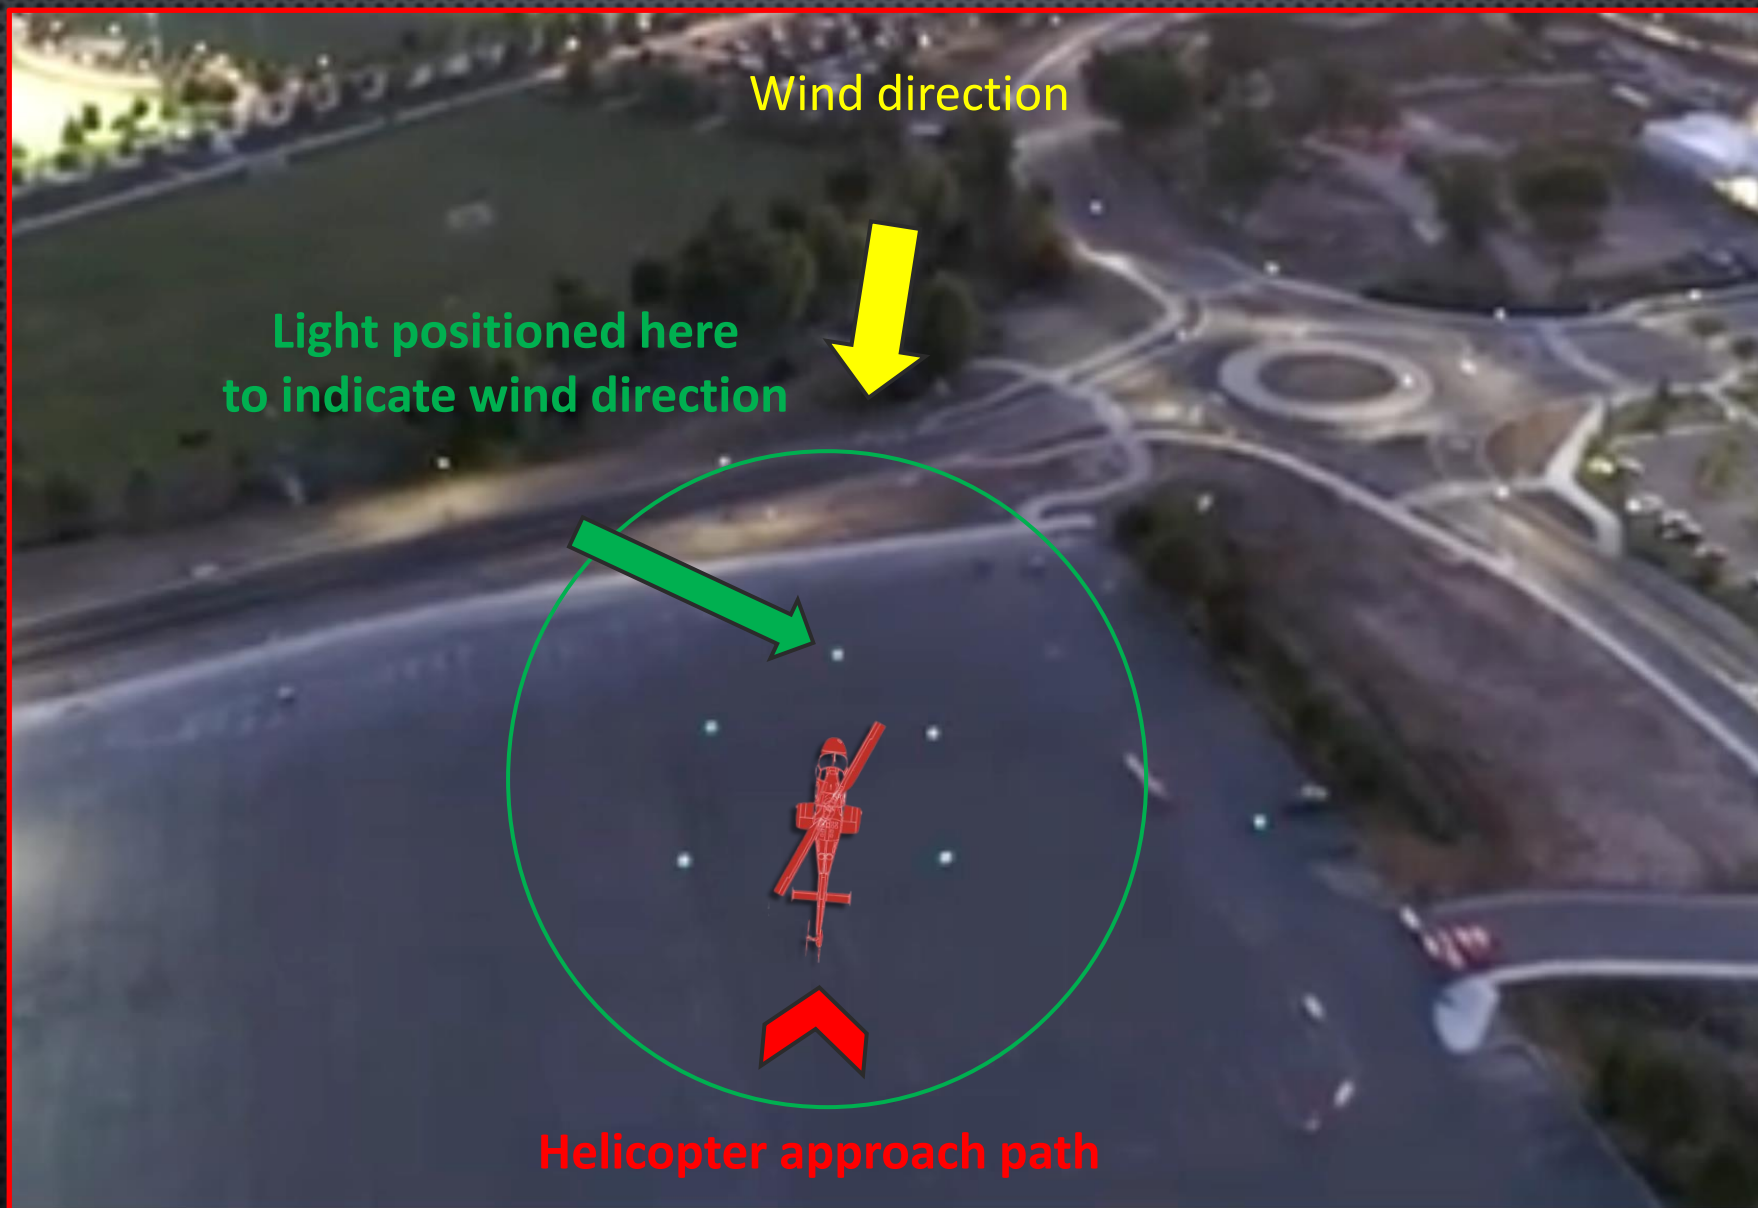 Wind direction
Light positioned here
to indicate wind direction
Helicopter approach path